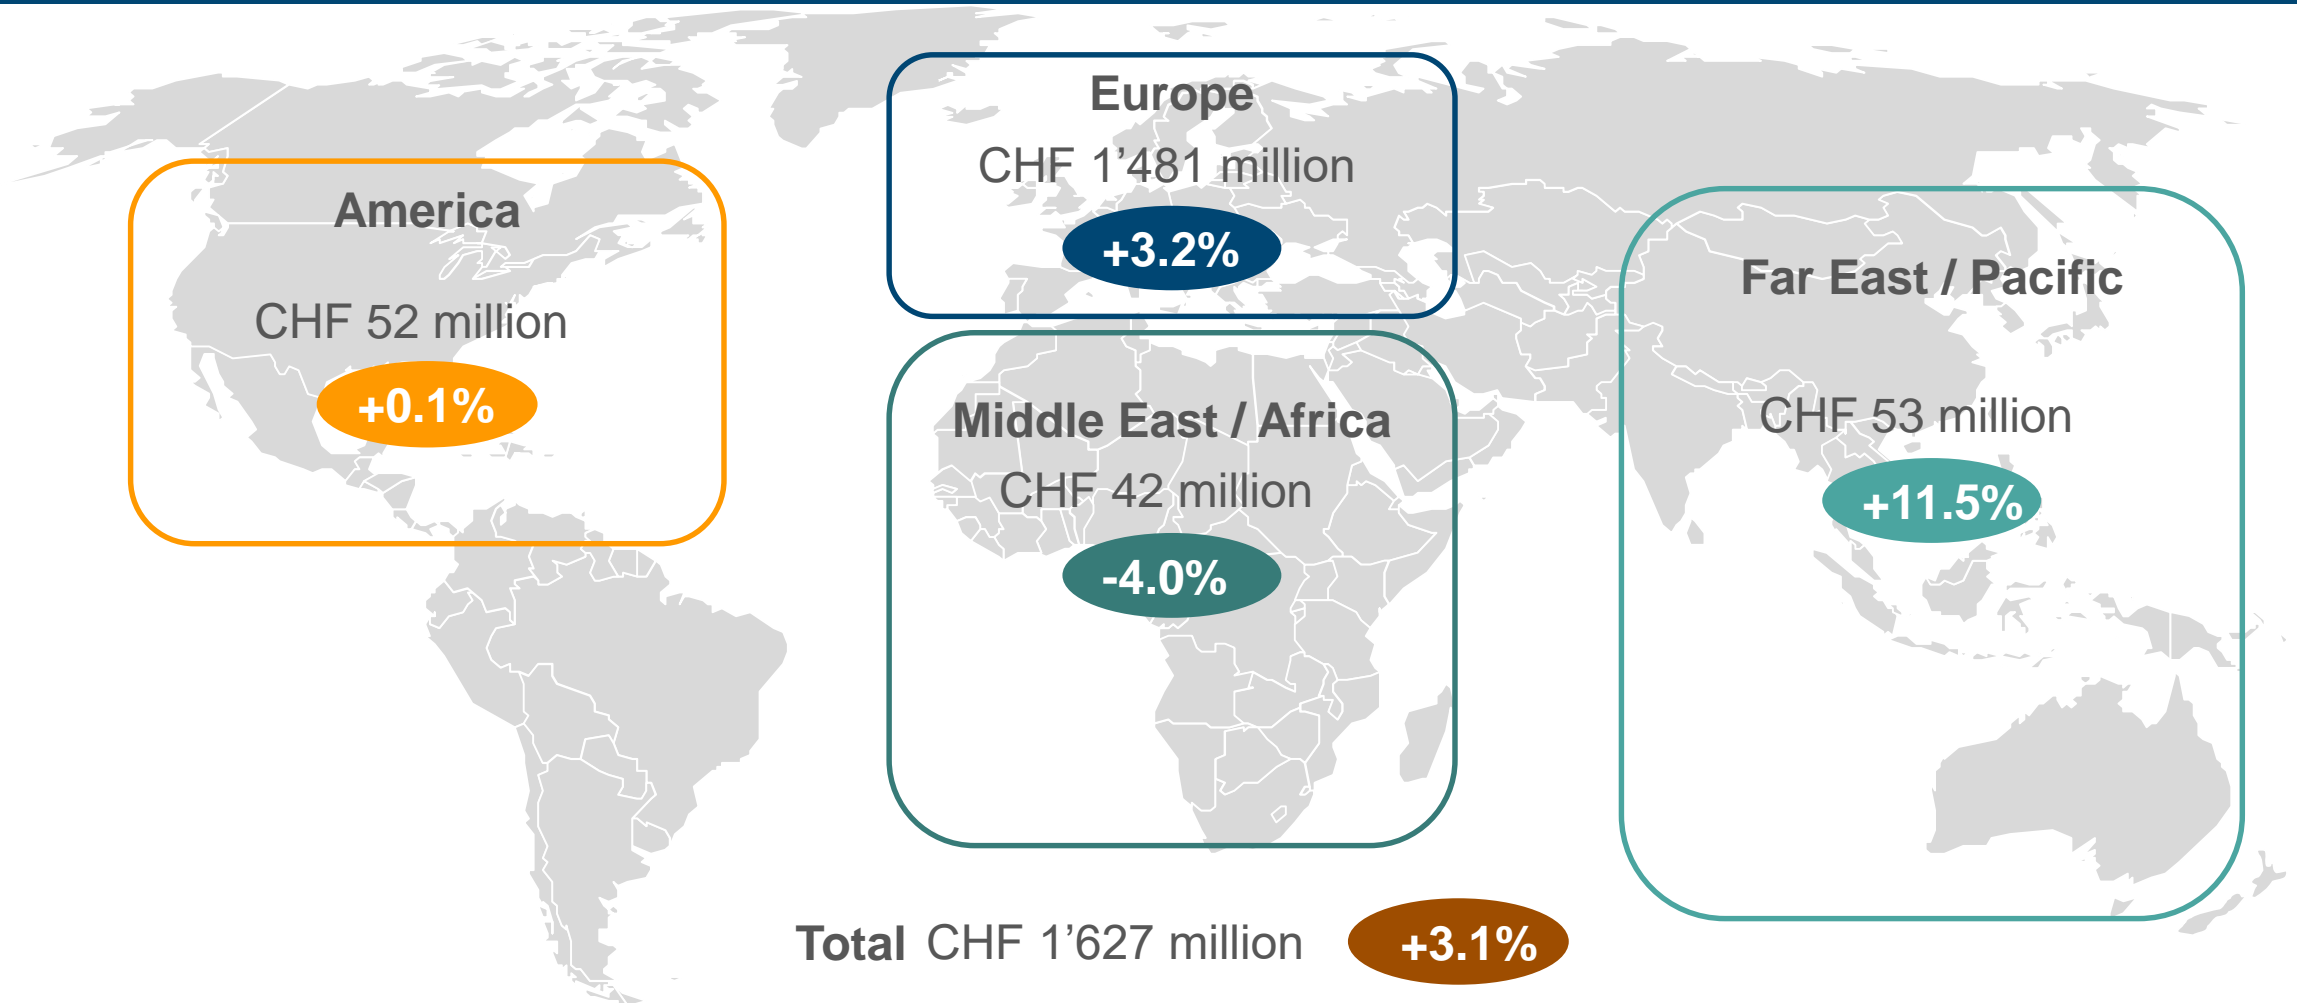 America
CHF 52 million
+0.1%
Europe
CHF 1’481 million
+3.2%
Middle East / Africa
CHF 42 million
-4.0%
Far East / Pacific
CHF 53 million
+11.5%
Total CHF 1’627 million +3.1%